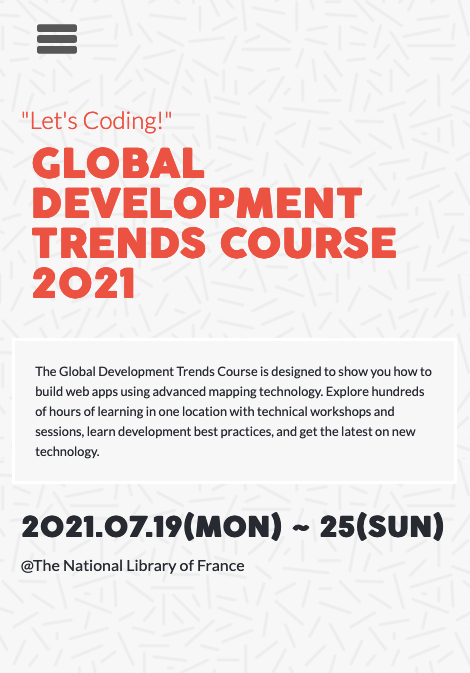 "Let's Coding!"
GLOBAL
DEVELOPMENT
TRENDS COURSE
2021
The Global Development Trends Course is designed to show you how to
build web apps using advanced mapping technology. Explore hundreds
of hours of learning in one location with technical workshops and
sessions, learn development best practices, and get the latest on new
technology.
2021.07.19(MON) ~ 25(SUN)
@The National Library of France